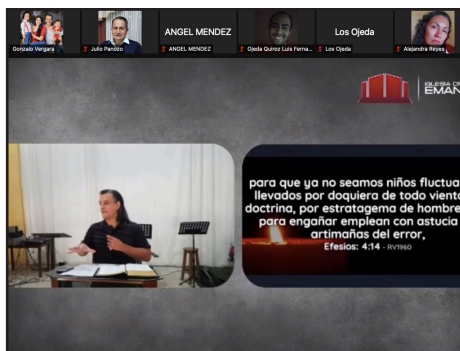 ANGEL MENDEZ
Los Ojeda
Gonzalo Vergara
Julio Panozo
ANGEL MENDEZ
Ojeda Quiroz Luis Ferna...
Los Ojeda
Alejandra Reyes
IGLESIA
EMAN
para que ya no seamos niños fluctua
llevados por doquiera de todo viento
doctrina, por estratagema de hombre
para engañar emplean con astucia
artimañas del error,
Efesios: 4:14 - RV1960